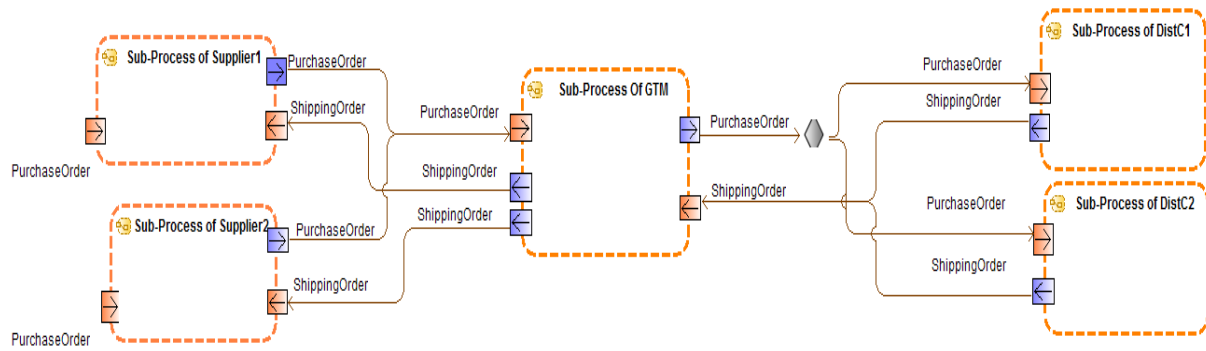 Sub-Process of Supplier1
PurchaseOrder
ShippingOrder
PurchaseOrder
Sub-Process of Supplier2
PurchaseOrder
ShippingOrder
PurchaseOrder
Sub-Process Of GTM
PurchaseOrder
ShippingOrder
ShippingOrder
PurchaseOrder
ShippingOrder
Sub-Process of DistC1
PurchaseOrder
ShippingOrder
Sub-Process of DistC2
PurchaseOrder
ShippingOrder